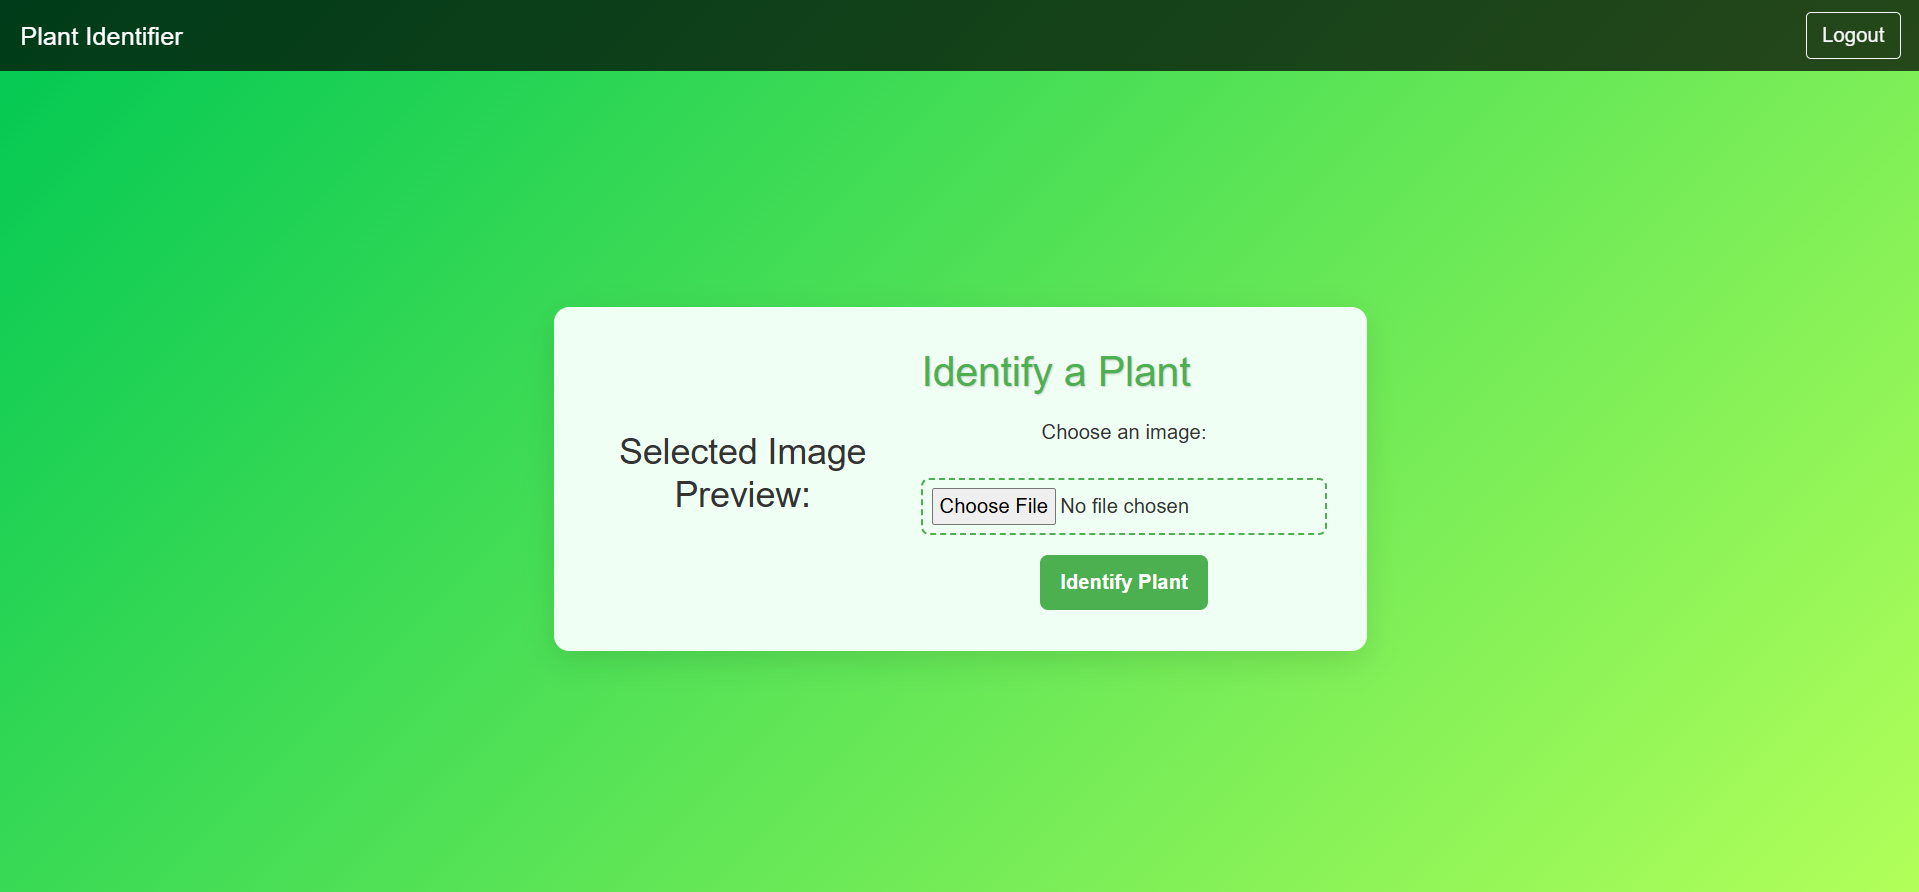 Plant Identifier
Logout
Selected Image
Preview:
Identify a Plant
Choose an image:
Choose File No file chosen
Identify Plant